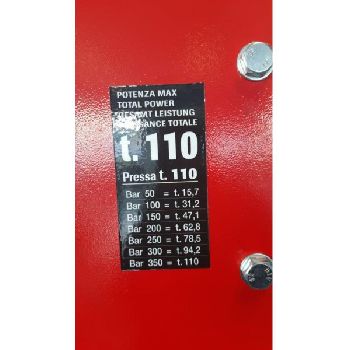 POTENZA MAX
TOTAL POWER
GESAMT LEISTUNG
PUISSANCE TOTALE
t. 110
Pressa t. 110
Bar 50 = t. 15,7
Bar 100 = t. 31,2
Bar 150 = t. 47,1
Bar 200 = t. 62,8
Bar 250 = t. 78,5
Bar 300 = t. 94,2
Bar 350 = t. 110